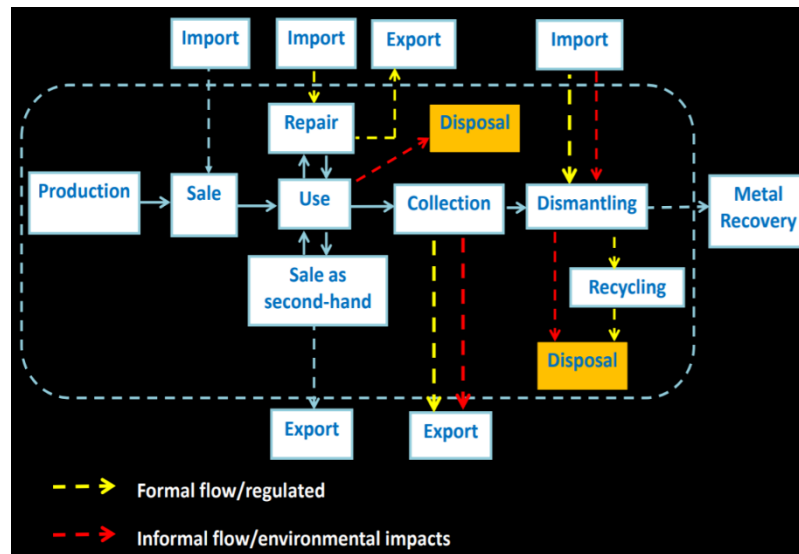 Import
Import
Export
Import
Repair
Disposal
Production
Sale
Use
Collection
Dismantling
Metal
Recovery
Sale as
second-hand
Recycling
Disposal
Export
Export
Formal flow/regulated
Informal flow/environmental impacts